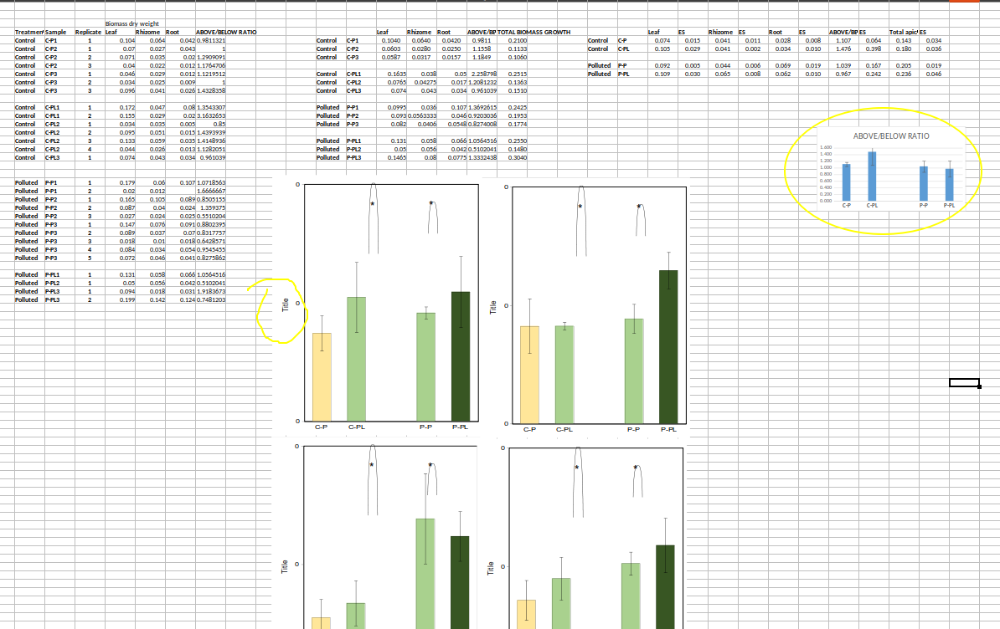 Biomass dry weight
Treatmen Sample Replicate Leaf Rhizome Root ABOVE/BELOW RATIO Leaf Rhizome Root ABOVE/BE TOTAL BIOMASS GROWTH Leaf ES Rhizome ES Root ES ABOVE/BE ES Total apic ES
Control C-P1 1 0.104 0.064 0.042 0.9811321 Control C-P1 0.1040 0.0640 0.0420 0.9811 0.2100 Control C-P 0.074 0.015 0.041 0.011 0.028 0.008 1.107 0.064 0.143 0.034
Control C-P2 1 0.07 0.027 0.043 1 Control C-P2 0.0603 0.0280 0.0250 1.1558 0.1133 Control C-PL 0.105 0.029 0.041 0.002 0.034 0.010 1.476 0.398 0.180 0.036
Control C-P2 2 0.071 0.035 0.02 1.2909091 Control C-P3 0.0587 0.0317 0.0157 1.1849 0.1060
Control C-P2 3 0.04 0.022 0.012 1.1764706 Polluted P-P 0.092 0.005 0.044 0.006 0.069 0.019 1.039 0.167 0.205 0.019
Control C-P3 1 0.046 0.029 0.012 1.1219512 Control C-PL1 0.1635 0.038 0.05 2.258798 0.2515 Polluted P-PL 0.109 0.030 0.065 0.008 0.062 0.010 0.967 0.242 0.236 0.046
Control C-P3 2 0.034 0.025 0.009 1 Control C-PL2 0.0765 0.04275 0.017 1.2081232 0.1363
Control C-P3 3 0.096 0.041 0.026 1.4328358 Control C-PL3 0.074 0.043 0.034 0.961039 0.1510
Control C-PL1 1 0.172 0.047 0.08 1.3543307 Polluted P-P1 0.0995 0.036 0.107 1.3692615 0.2425
Control C-PL1 2 0.155 0.029 0.02 3.1632653 Polluted P-P2 0.093 0.0563333 0.046 0.9203036 0.1953
Control C-PL2 1 0.034 0.035 0.005 0.85 Polluted P-P3 0.082 0.0406 0.0548 0.8274008 0.1774
Control C-PL2 2 0.095 0.051 0.015 1.4393939
Control C-PL2 3 0.133 0.059 0.035 1.4148936 Polluted P-PL1 0.131 0.058 0.066 1.0564516 0.2550
Control C-PL2 4 0.044 0.026 0.013 1.1282051 Polluted P-PL2 0.05 0.056 0.042 0.5102041 0.1480
Control C-PL3 1 0.074 0.043 0.034 0.961039 Polluted P-PL3 0.1465 0.08 0.0775 1.3332438 0.3040
Polluted P-P1 1 0.179 0.06 0.107 1.0718563
Polluted P-P1 2 0.02 0.012 1.6666667
Polluted P-P2 1 0.165 0.105 0.089 0.8505155
Polluted P-P2 2 0.087 0.04 0.024 1.359375
Polluted P-P2 3 0.027 0.024 0.025 0.5510204
Polluted P-P3 1 0.147 0.076 0.091 0.8802395
Polluted P-P3 2 0.089 0.037 0.07 0.8317757
Polluted P-P3 3 0.018 0.01 0.018 0.6428571
Polluted P-P3 4 0.084 0.034 0.054 0.9545455
Polluted P-P3 5 0.072 0.046 0.041 0.8275862
Polluted P-PL1 1 0.131 0.058 0.066 1.0564516
Polluted P-PL2 1 0.05 0.056 0.042 0.5102041
Polluted P-PL3 1 0.094 0.018 0.031 1.9183673
Polluted P-PL3 2 0.199 0.142 0.124 0.7481203
ABOVE/BELOW RATIO
1.600
1.400
1.200
1.000
0.800
0.600
0.400
0.200
0.000
C-P C-PL P-P P-PL
0
* *
Title
0
0
C-P C-PL P-P P-PL
0
* *
Title
0
0
C-P C-PL P-P P-PL
0
* *
Title
0
0
* *
Title
0